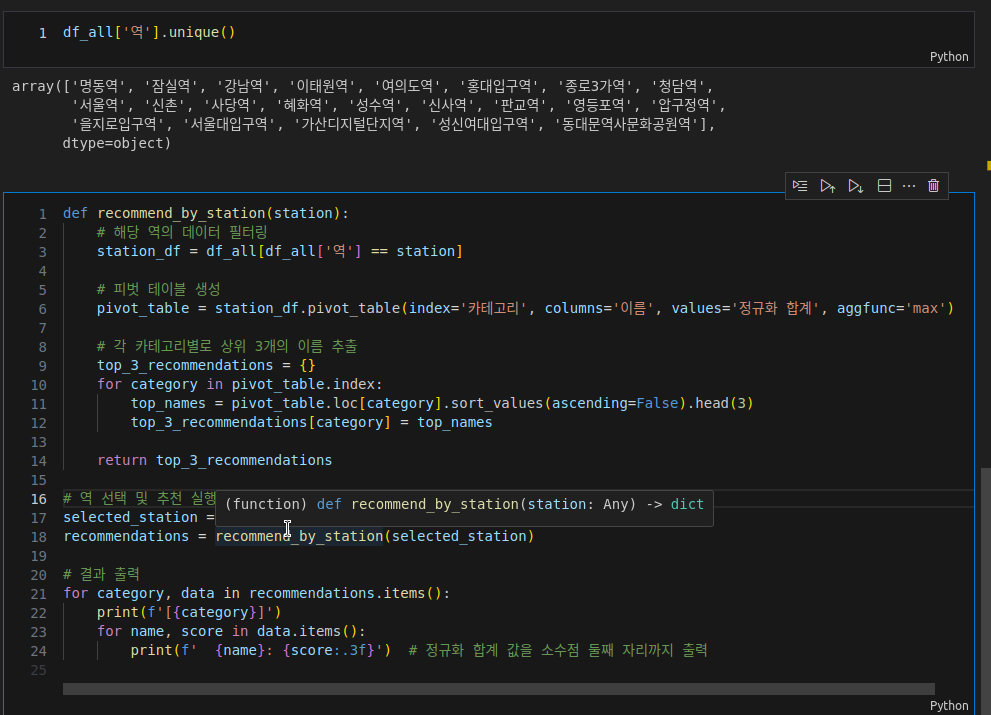 1 df_all['역'].unique()
Python
array(['명동역', '잠실역', '강남역', '이태원역', '여의도역', '홍대입구역', '종로3가역', '청담역',
'서울역', '신촌', '사당역', '혜화역', '성수역', '신사역', '판교역', '영등포역', '압구정역',
'을지로입구역', '서울대입구역', '가산디지털단지역', '성신여대입구역', '동대문역사문화공원역'],
dtype=object)
1 def recommend_by_station(station):
2 # 해당 역의 데이터 필터링
3 station_df = df_all[df_all['역'] == station]
4
5 # 피벗 테이블 생성
6 pivot_table = station_df.pivot_table(index='카테고리', columns='이름', values='정규화 합계', aggfunc='max')
7
8 # 각 카테고리별로 상위 3개의 이름 추출
9 top_3_recommendations = {}
10 for category in pivot_table.index:
11 top_names = pivot_table.loc[category].sort_values(ascending=False).head(3)
12 top_3_recommendations[category] = top_names
13
14 return top_3_recommendations
15
16 # 역 선택 및 추천 실행
(function) def recommend_by_station(station: Any) -> dict
17 selected_station =
18 recommendations = recommend_by_station(selected_station)
19
20 # 결과 출력
21 for category, data in recommendations.items():
22 print(f'[{category}]')
23 for name, score in data.items():
24 print(f'  {name}: {score:.3f}')  # 정규화 합계 값을 소수점 둘째 자리까지 출력
25
Python